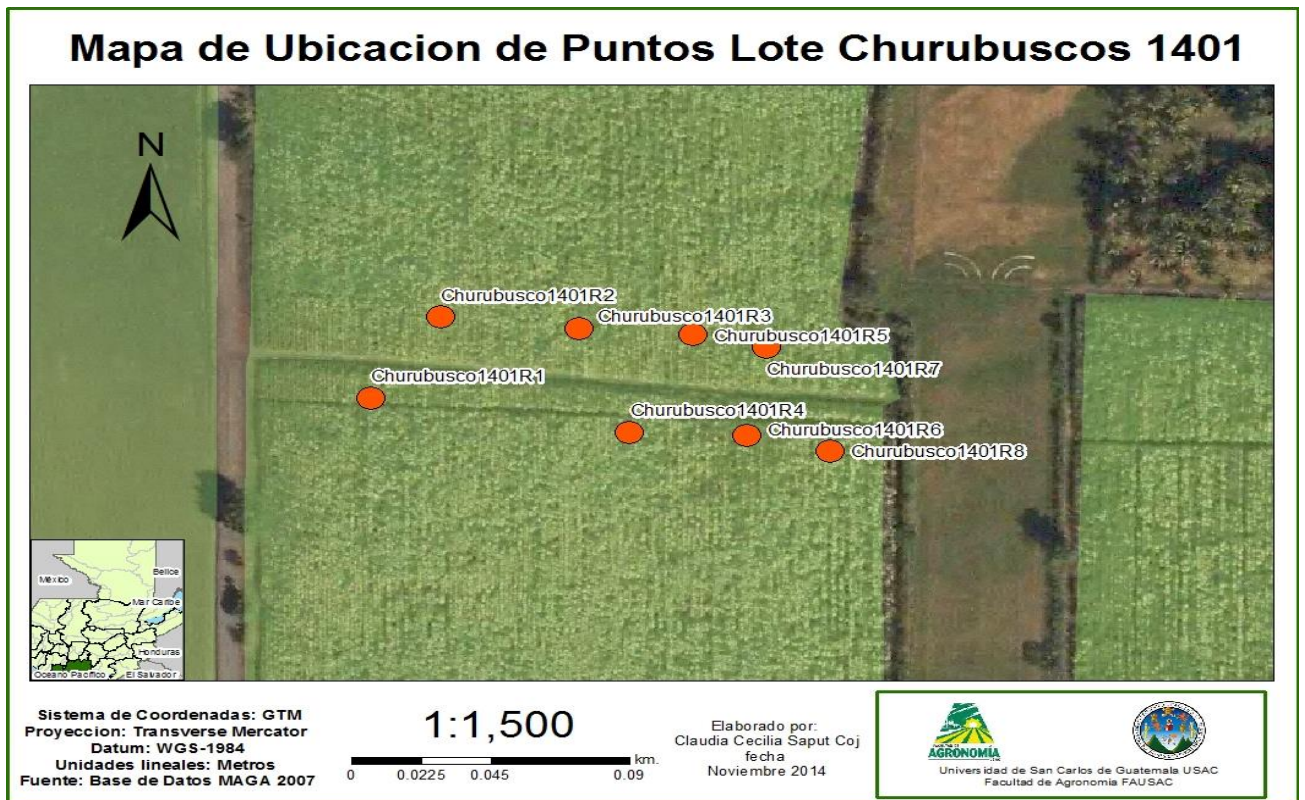 Mapa de Ubicacion de Puntos Lote Churubuscos 1401
N
Churubusco1401R2
Churubusco1401R3
Churubusco1401R5
Churubusco1401R7
Churubusco1401R1
Churubusco1401R4
Churubusco1401R6
Churubusco1401R8
México
Belice
Mar Caribe
Honduras
Oceano Pacifico
El Salvador
Sistema de Coordenadas: GTM
Proyeccion: Transverse Mercator
Datum: WGS-1984
Unidades lineales: Metros
Fuente: Base de Datos MAGA 2007
1:1,500
km.
0 0.0225 0.045 0.09
Elaborado por:
Claudia Cecilia Saput Coj
fecha
Noviembre 2014
AGRONOMIA
Universidad de San Carlos de Guatemala USAC
Facultad de Agronomia FAUSAC